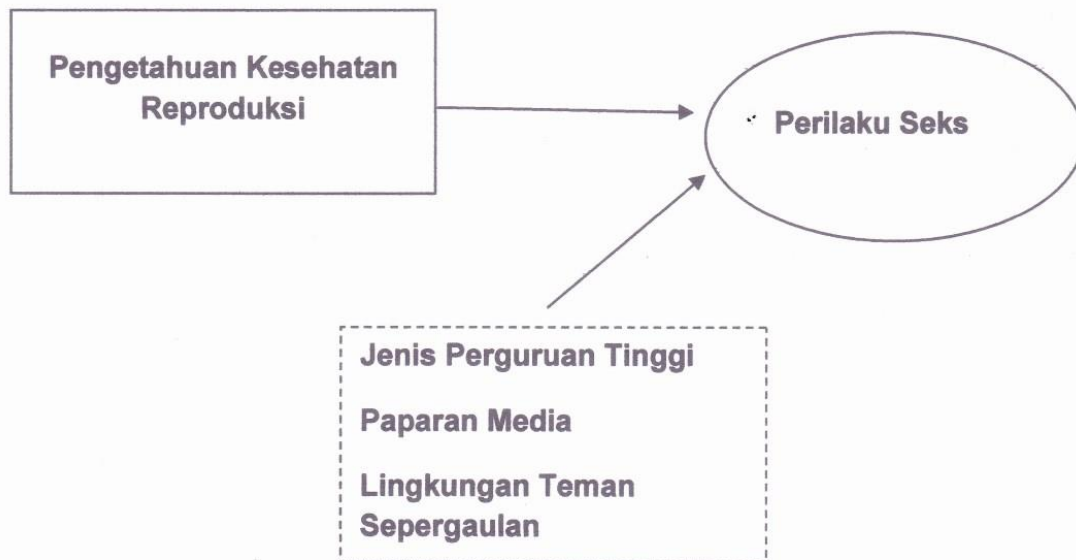 Pengetahuan Kesehatan
Reproduksi
Perilaku Seks
Jenis Perguruan Tinggi
Paparan Media
Lingkungan Teman
Sepergaulan